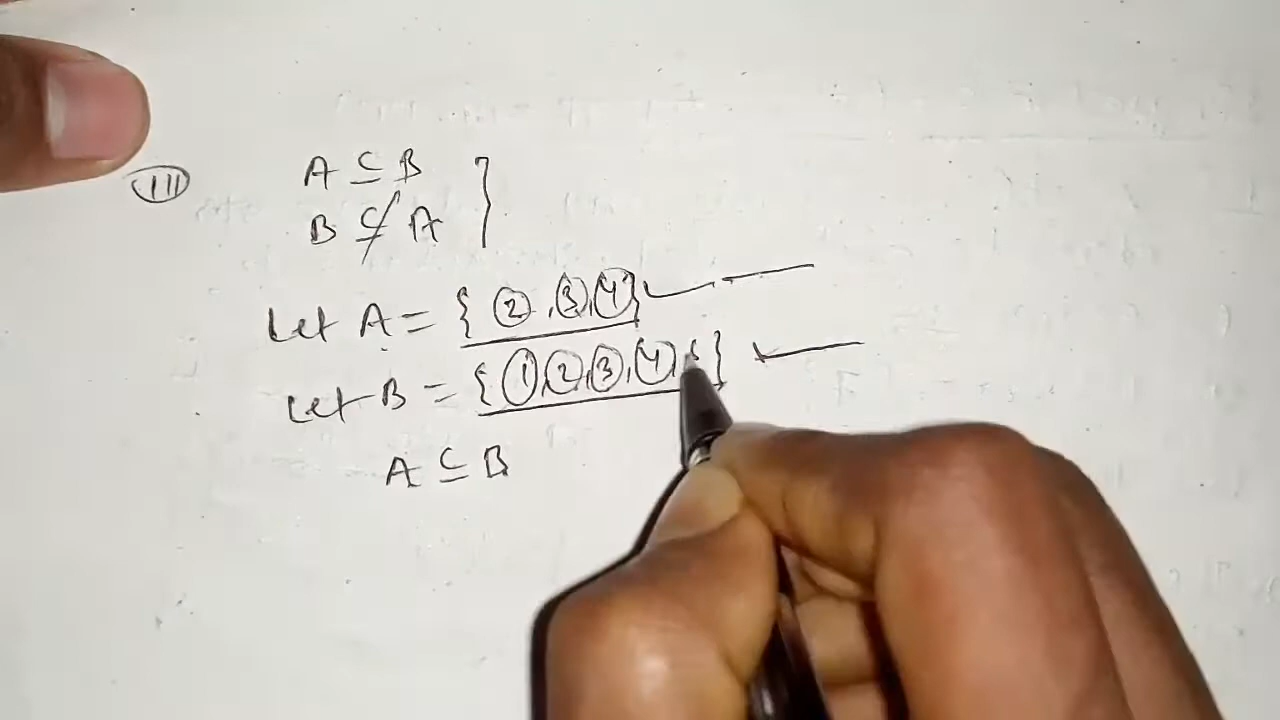 (III) A ⊆ B
B ⊈ A }
Let A = { 2, 3, 4}
Let B = { 1, 2, 3, 4, }
A ⊆ B